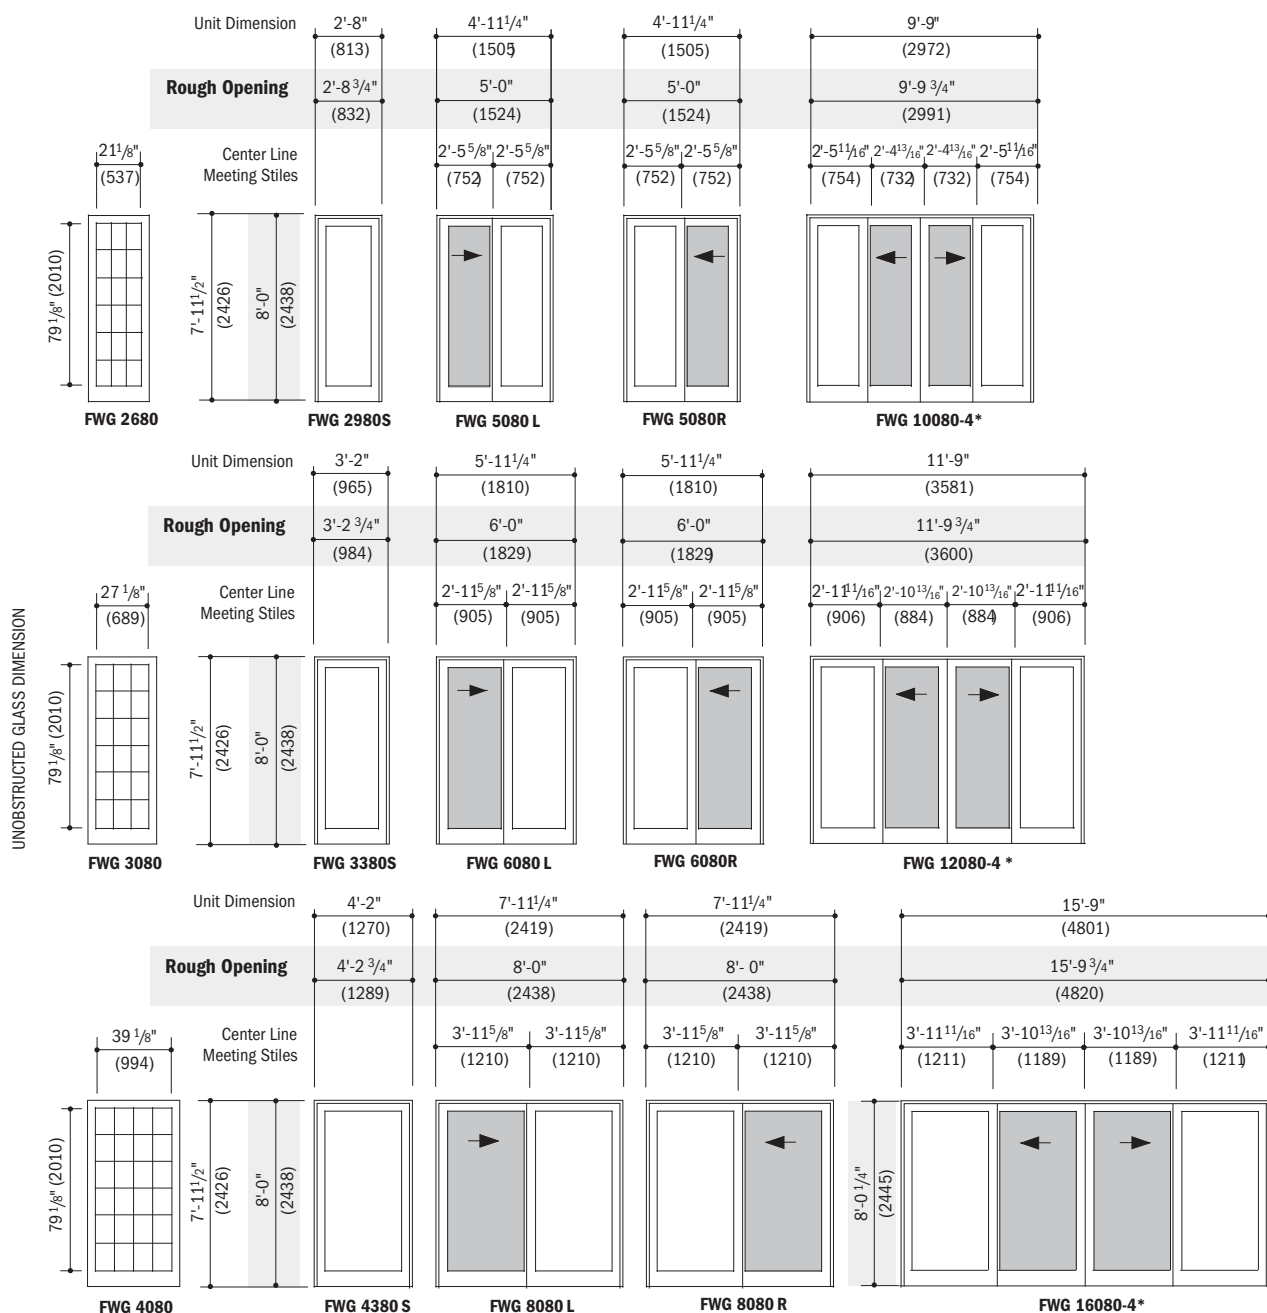 Unit Dimension 2'-8" 4'-11 1/4" 4'-11 1/4" 9'-9"
(813) (1505) (1505) (2972)
Rough Opening 2'-8 3/4" 5'-0" 5'-0" 9'-9 3/4"
(832) (1524) (1524) (2991)
21 1/8" Center Line 2'-5 5/8" 2'-5 5/8" 2'-5 5/8" 2'-5 5/8" 2'-5 11/16" 2'-4 13/16" 2'-4 13/16" 2'-5 11/16"
(537) Meeting Stiles (752) (752) (752) (752) (754) (732) (732) (754)
79 1/8" (2010) 7'-11 1/2" (2426) 8'-0" (2438)
FWG 2680 FWG 2980S FWG 5080 L FWG 5080R FWG 10080-4*
Unit Dimension 3'-2" 5'-11 1/4" 5'-11 1/4" 11'-9"
(965) (1810) (1810) (3581)
Rough Opening 3'-2 3/4" 6'-0" 6'-0" 11'-9 3/4"
(984) (1829) (1829) (3600)
27 1/8" Center Line 2'-11 5/8" 2'-11 5/8" 2'-11 5/8" 2'-11 5/8" 2'-11 11/16" 2'-10 13/16" 2'-10 13/16" 2'-11 11/16"
(689) Meeting Stiles (905) (905) (905) (905) (906) (884) (884) (906)
UNOBSTRUCTED GLASS DIMENSION
79 1/8" (2010) 7'-11 1/2" (2426) 8'-0" (2438)
FWG 3080 FWG 3380S FWG 6080 L FWG 6080R FWG 12080-4 *
Unit Dimension 4'-2" 7'-11 1/4" 7'-11 1/4" 15'-9"
(1270) (2419) (2419) (4801)
Rough Opening 4'-2 3/4" 8'-0" 8'- 0" 15'-9 3/4"
(1289) (2438) (2438) (4820)
39 1/8" Center Line 3'-11 5/8" 3'-11 5/8" 3'-11 5/8" 3'-11 5/8" 3'-11 11/16" 3'-10 13/16" 3'-10 13/16" 3'-11 11/16"
(994) Meeting Stiles (1210) (1210) (1210) (1210) (1211) (1189) (1189) (1211)
79 1/8" (2010) 7'-11 1/2" (2426) 8'-0" (2438) 8'-0 1/4" (2445)
FWG 4080 FWG 4380 S FWG 8080 L FWG 8080 R FWG 16080-4*